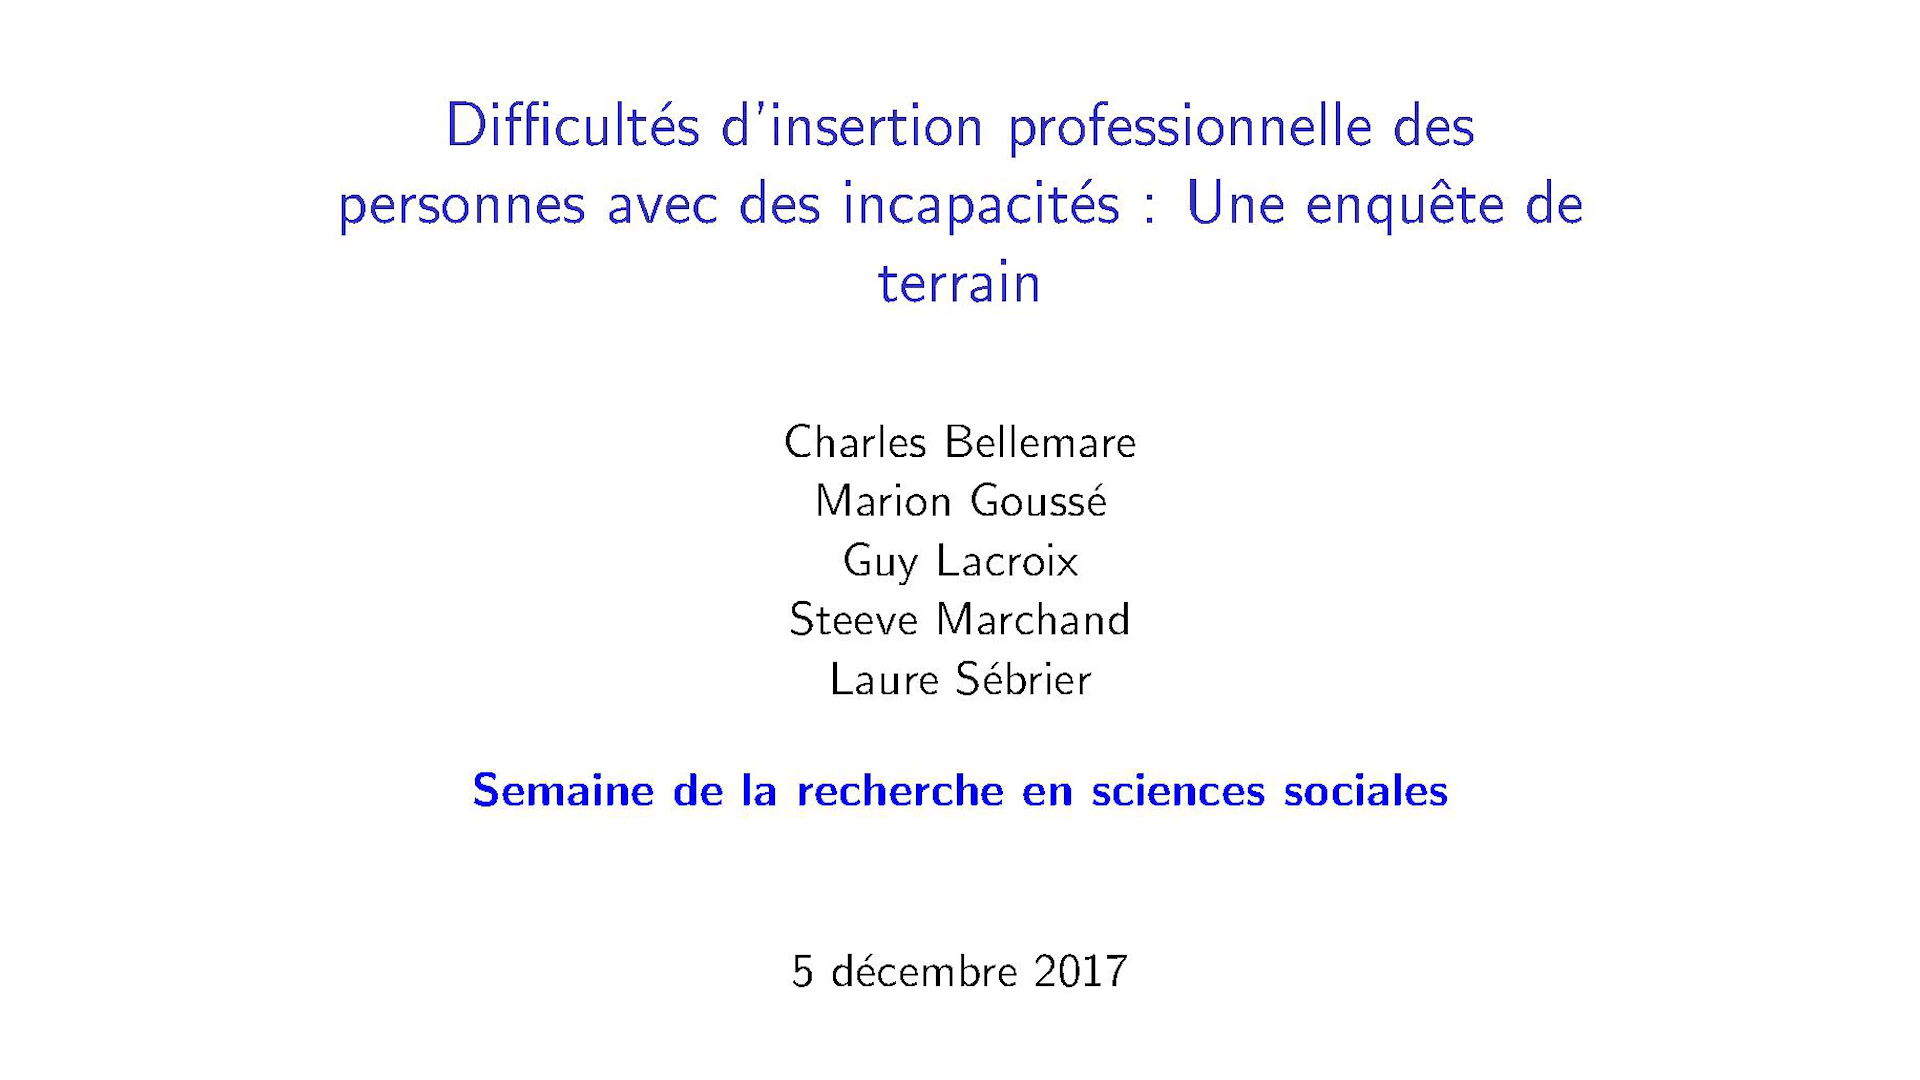 Difficultés d'insertion professionnelle des
personnes avec des incapacités : Une enquête de
terrain
Charles Bellemare
Marion Goussé
Guy Lacroix
Steeve Marchand
Laure Sébrier
Semaine de la recherche en sciences sociales
5 décembre 2017